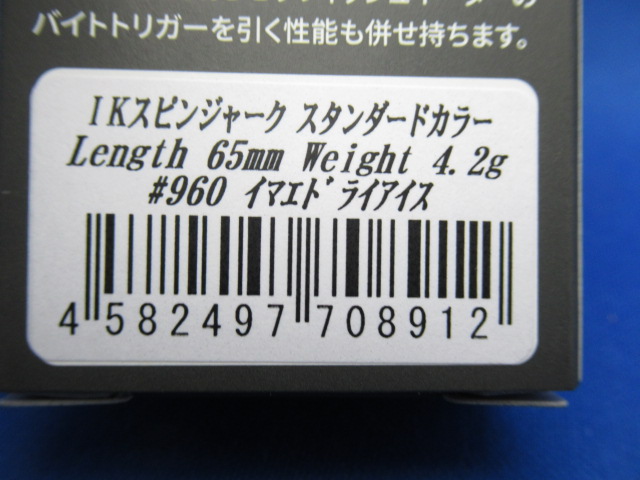 バイトトリガーを引く性能も併せ持ちます。
IKスピンジャーク スタンダードカラー
Length 65mm Weight 4.2g
#960 ｲﾏｴﾄﾞﾗｲｱｲｽ
4 582497 708912